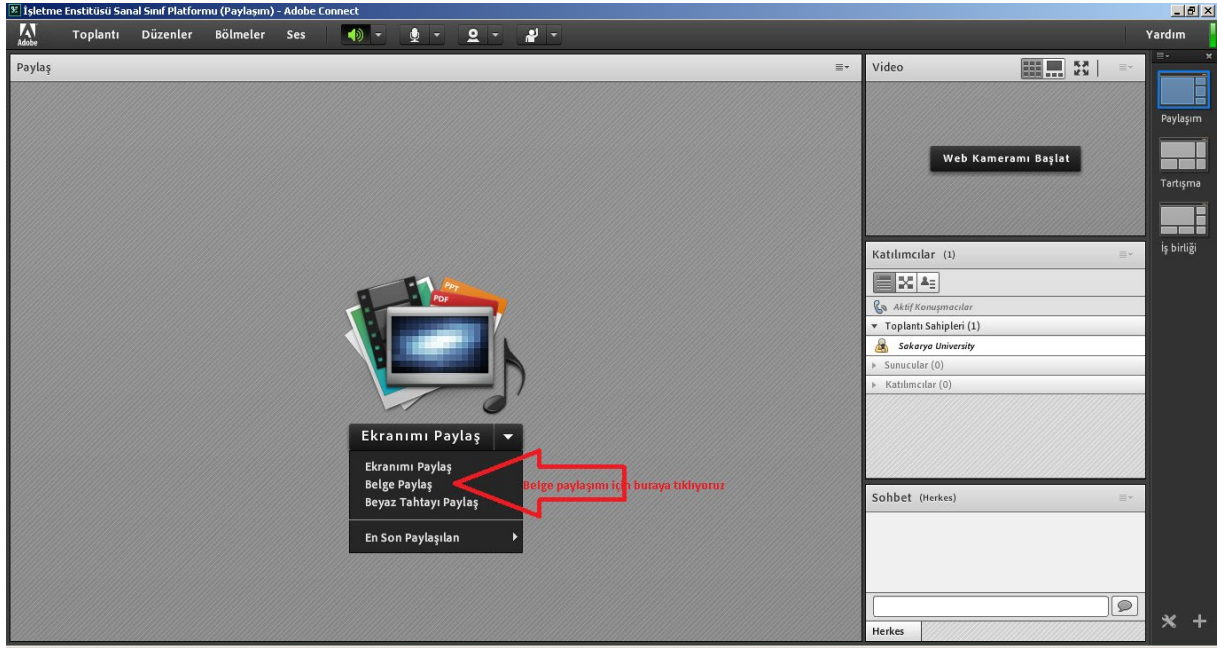 İşletme Enstitüsü Sanal Sınıf Platformu (Paylaşım) - Adobe Connect
Adobe Toplantı Düzenler Bölmeler Ses Yardım
Paylaş
Video
Web Kameramı Başlat
Paylaşım
Tartışma
İş birliği
Katılımcılar (1)
Aktif Konuşmacılar
Toplantı Sahipleri (1)
Sakarya University
Sunucular (0)
Katılımcılar (0)
PPT
PDF
Ekranımı Paylaş
Ekranımı Paylaş
Belge Paylaş
Belge paylaşımı için buraya tıklıyoruz
Beyaz Tahtayı Paylaş
En Son Paylaşılan
Sohbet (Herkes)
Herkes